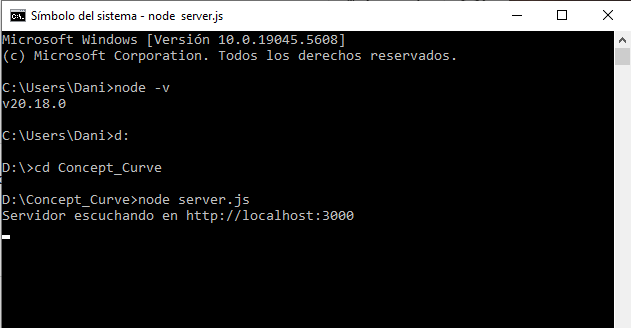 Símbolo del sistema - node server.js
Microsoft Windows [Versión 10.0.19045.5608]
(c) Microsoft Corporation. Todos los derechos reservados.
C:\Users\Dani>node -v
v20.18.0
C:\Users\Dani>d:
D:\>cd Concept_Curve
D:\Concept_Curve>node server.js
Servidor escuchando en http://localhost:3000